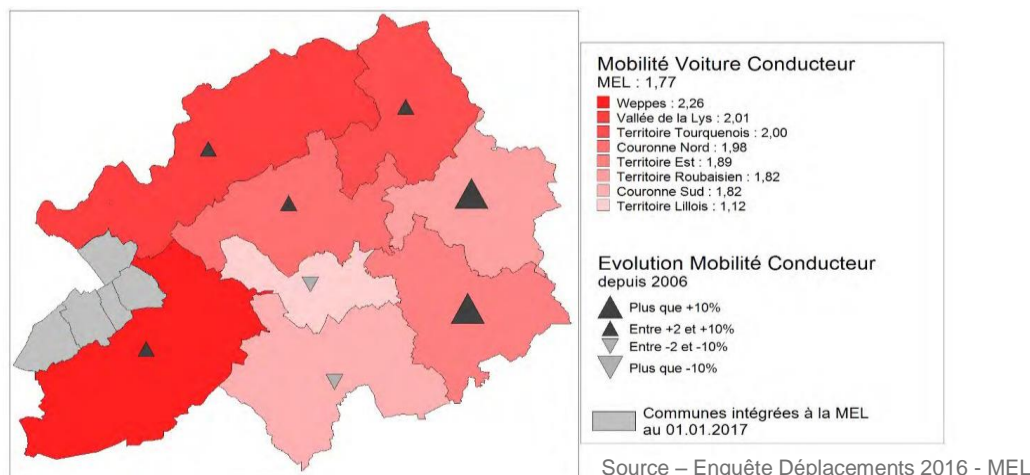 Mobilité Voiture Conducteur
MEL : 1,77
Weppes : 2,26
Vallée de la Lys : 2,01
Territoire Tourquenois : 2,00
Couronne Nord : 1,98
Territoire Est : 1,89
Territoire Roubaisien : 1,82
Couronne Sud : 1,82
Territoire Lillois : 1,12
Evolution Mobilité Conducteur
depuis 2006
Plus que +10%
Entre +2 et +10%
Entre -2 et -10%
Plus que -10%
Communes intégrées à la MEL
au 01.01.2017
Source – Enquête Déplacements 2016 - MEL